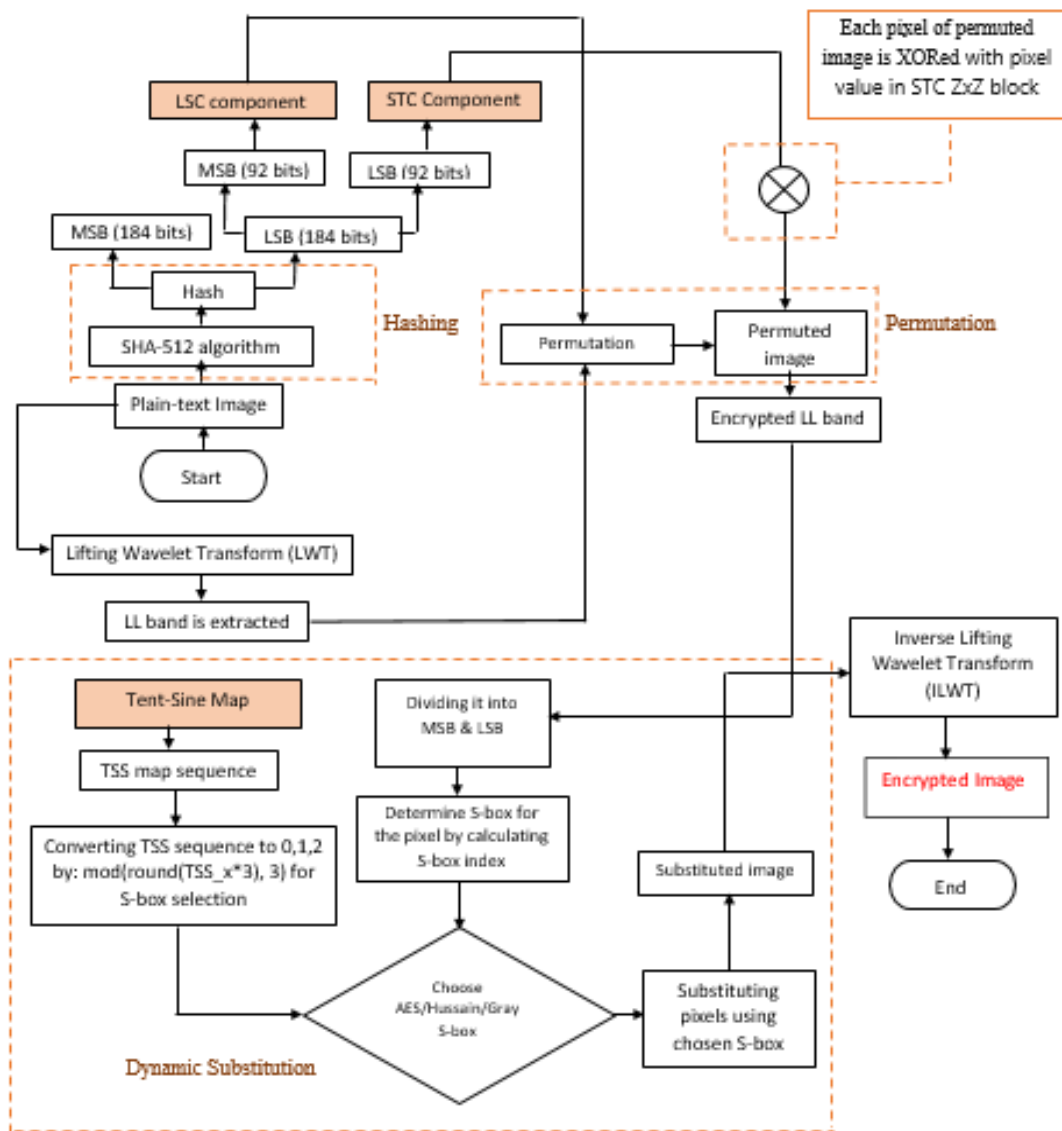 Each pixel of permuted
image is XORed with pixel
value in STC ZxZ block
LSC component
STC Component
MSB (92 bits)
LSB (92 bits)
MSB (184 bits)
LSB (184 bits)
Hash
Hashing
SHA-512 algorithm
Permutation
Permuted
image
Permutation
Plain-text Image
Encrypted LL band
Start
Lifting Wavelet Transform (LWT)
LL band is extracted
Inverse Lifting
Wavelet Transform
(ILWT)
Tent-Sine Map
Dividing it into
MSB & LSB
TSS map sequence
Encrypted Image
Determine S-box for
the pixel by calculating
S-box index
Converting TSS sequence to 0,1,2
by: mod(round(TSS_x*3), 3) for
S-box selection
Substituted image
End
Choose
AES/Hussain/Gray
S-box
Substituting
pixels using
chosen S-box
Dynamic Substitution